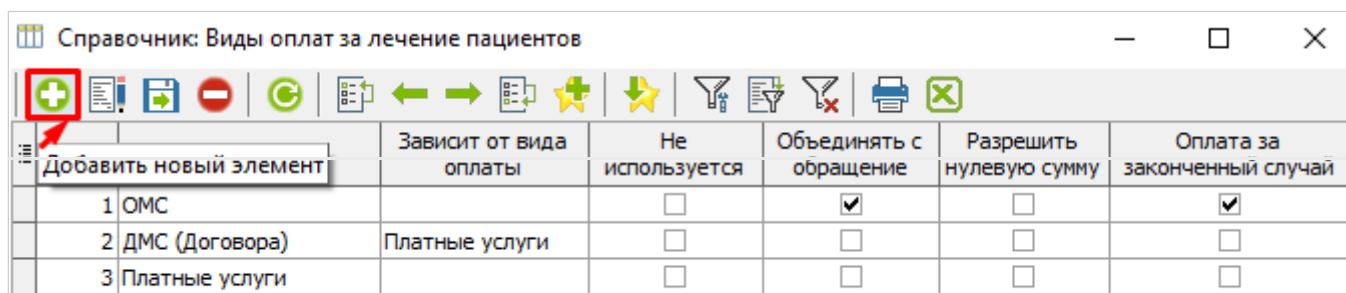 Справочник: Виды оплат за лечение пациентов
Зависит от вида оплаты
Не используется
Объединять с обращение
Разрешить нулевую сумму
Оплата за законченный случай
Добавить новый элемент
1 ОМС
2 ДМС (Договора) Платные услуги
3 Платные услуги